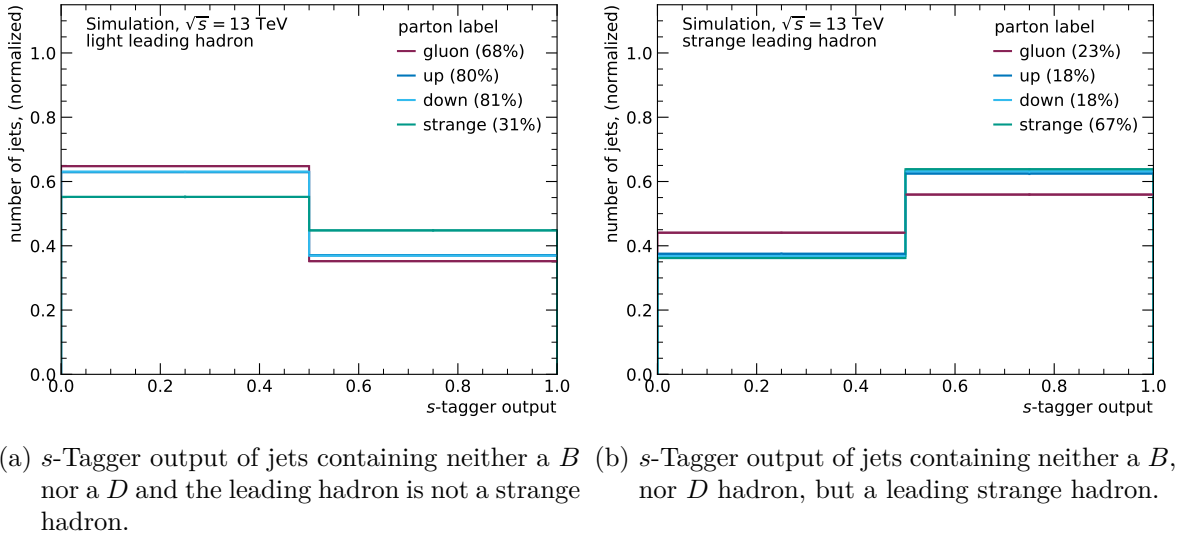 Simulation, √s = 13 TeV
light leading hadron
parton label
gluon (68%)
up (80%)
down (81%)
strange (31%)
number of jets, (normalized)
1.0
0.8
0.6
0.4
0.2
0.0
0.0 0.2 0.4 0.6 0.8 1.0
s-tagger output
(a) s-Tagger output of jets containing neither a B
nor a D and the leading hadron is not a strange
hadron.
Simulation, √s = 13 TeV
strange leading hadron
parton label
gluon (23%)
up (18%)
down (18%)
strange (67%)
number of jets, (normalized)
1.0
0.8
0.6
0.4
0.2
0.0
0.0 0.2 0.4 0.6 0.8 1.0
s-tagger output
(b) s-Tagger output of jets containing neither a B,
nor D hadron, but a leading strange hadron.